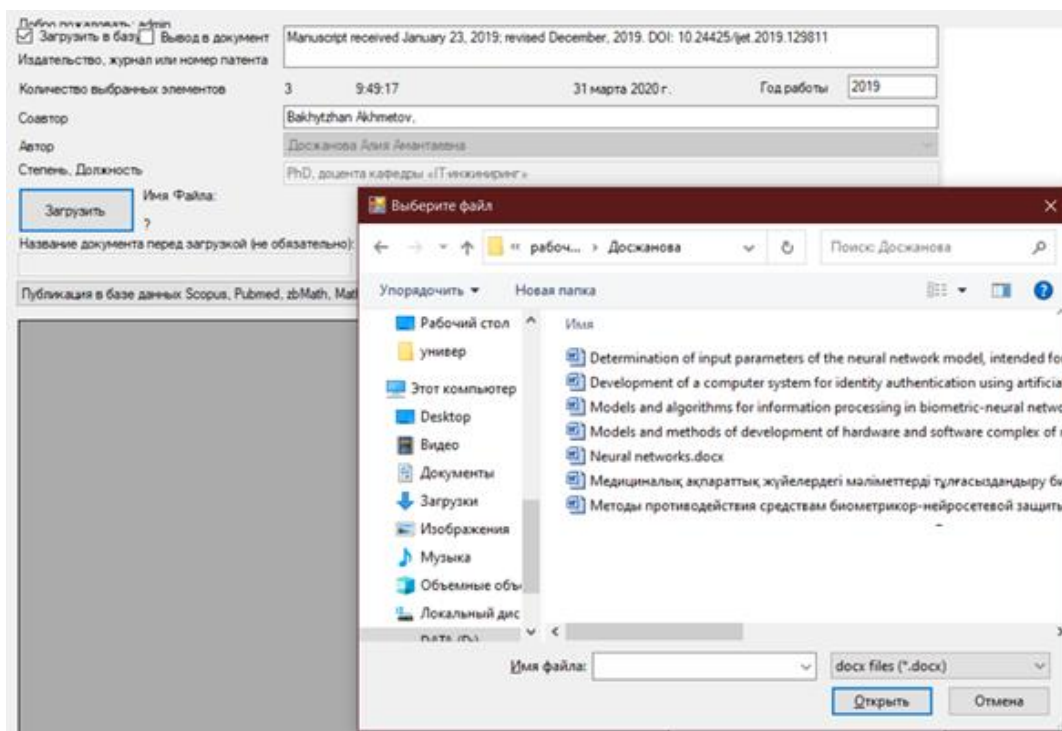 Добро пожаловать: admin
Загрузить в базу Вывод в документ
Manuscript received January 23, 2019; revised December, 2019. DOI: 10.24425/ijet.2019.129811
Издательство, журнал или номер патента
Количество выбранных элементов 3 9:49:17 31 марта 2020 г. Год работы 2019
Соавтор Bakhytzhan Akhmetov,
Автор Досжанова Алия Амантаевна
Степень, Должность PhD, доцента кафедры «IT-инжиниринг»
Загрузить
Имя Файла:
?
Название документа перед загрузкой (не обязательно):
Публикация в базе данных Scopus, Pubmed, zbMath, Mat
Выберите файл
« рабоч... › Досжанова
Поиск: Досжанова
Упорядочить Новая папка
Рабочий стол
универ
Этот компьютер
Desktop
Видео
Документы
Загрузки
Изображения
Музыка
Объемные объ
Локальный дис
DATA (D:)
Имя
Determination of input parameters of the neural network model, intended fo
Development of a computer system for identity authentication using artificia
Models and algorithms for information processing in biometric-neural netwo
Models and methods of development of hardware and software complex of
Neural networks.docx
Медициналық ақпараттық жүйелердегі мәліметтерді тұлғасыздандыру би
Методы противодействия средствам биометрикор-нейросетевой защиты
Имя файла:
docx files (*.docx)
Открыть Отмена